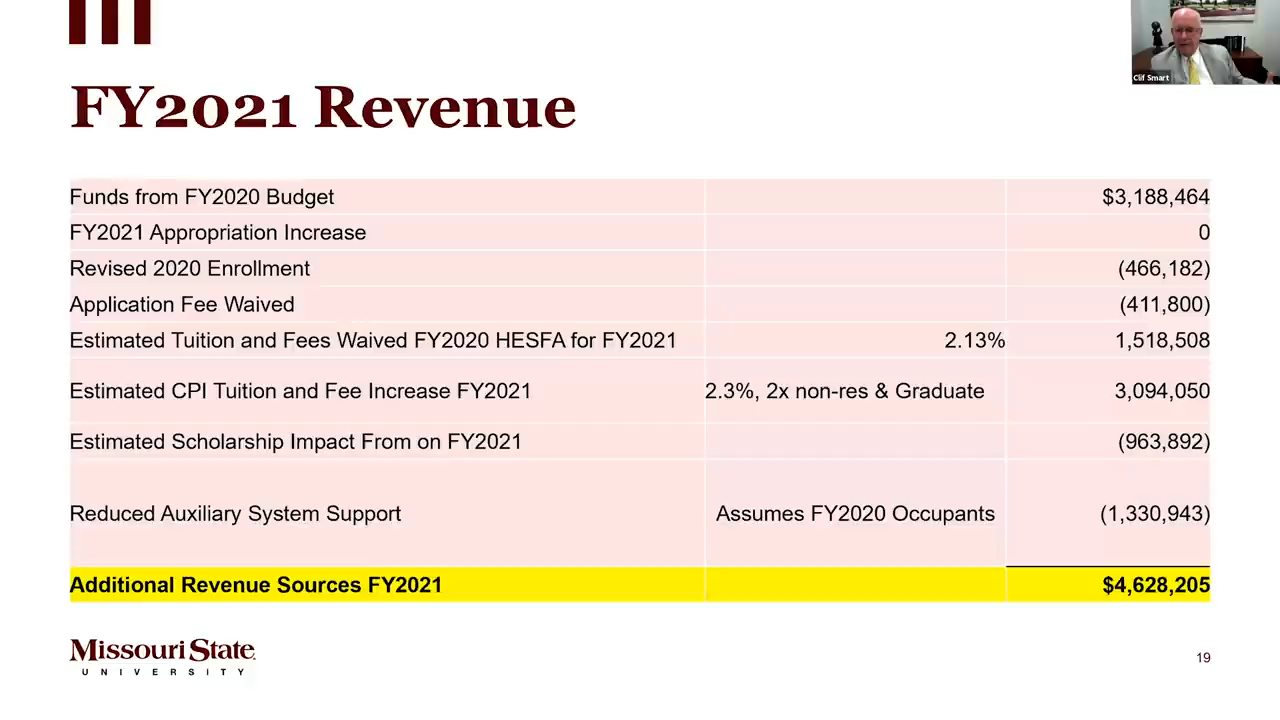 Clif Smart
FY2021 Revenue
Funds from FY2020 Budget $3,188,464
FY2021 Appropriation Increase 0
Revised 2020 Enrollment (466,182)
Application Fee Waived (411,800)
Estimated Tuition and Fees Waived FY2020 HESFA for FY2021 2.13% 1,518,508
Estimated CPI Tuition and Fee Increase FY2021 2.3%, 2x non-res & Graduate 3,094,050
Estimated Scholarship Impact From on FY2021 (963,892)
Reduced Auxiliary System Support Assumes FY2020 Occupants (1,330,943)
Additional Revenue Sources FY2021 $4,628,205
Missouri State
UNIVERSITY
19